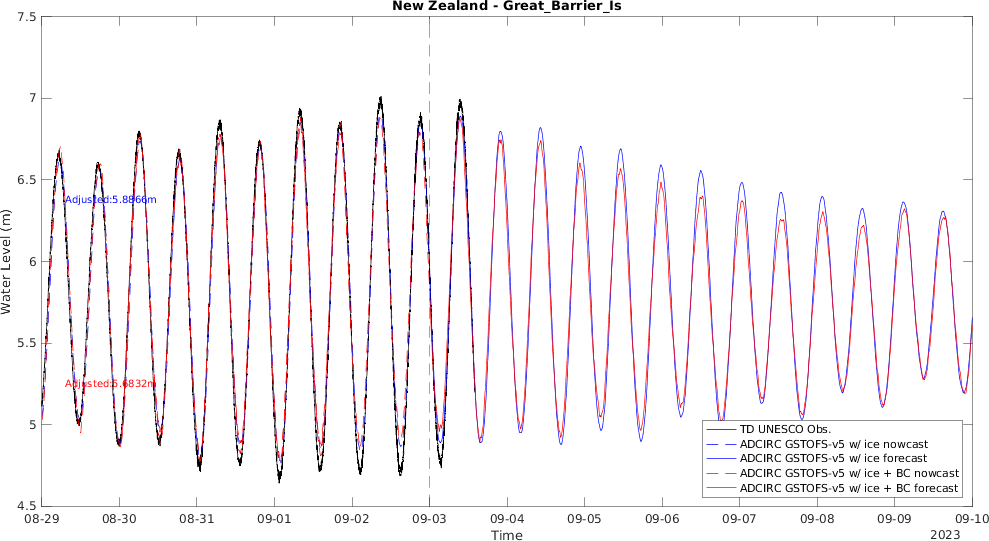 New Zealand - Great_Barrier_Is
7.5
7
6.5
6
5.5
5
4.5
Water Level (m)
Adjusted:5.8866m
Adjusted:5.6832m
TD UNESCO Obs.
ADCIRC GSTOFS-v5 w/ ice nowcast
ADCIRC GSTOFS-v5 w/ ice forecast
ADCIRC GSTOFS-v5 w/ ice + BC nowcast
ADCIRC GSTOFS-v5 w/ ice + BC forecast
08-29 08-30 08-31 09-01 09-02 09-03 09-04 09-05 09-06 09-07 09-08 09-09 09-10
Time
2023